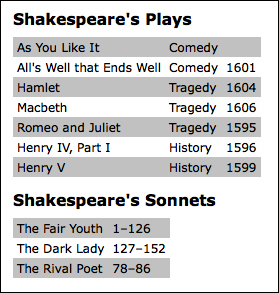 Shakespeare's Plays
As You Like It Comedy
All's Well that Ends Well Comedy 1601
Hamlet Tragedy 1604
Macbeth Tragedy 1606
Romeo and Juliet Tragedy 1595
Henry IV, Part I History 1596
Henry V History 1599
Shakespeare's Sonnets
The Fair Youth 1–126
The Dark Lady 127–152
The Rival Poet 78–86